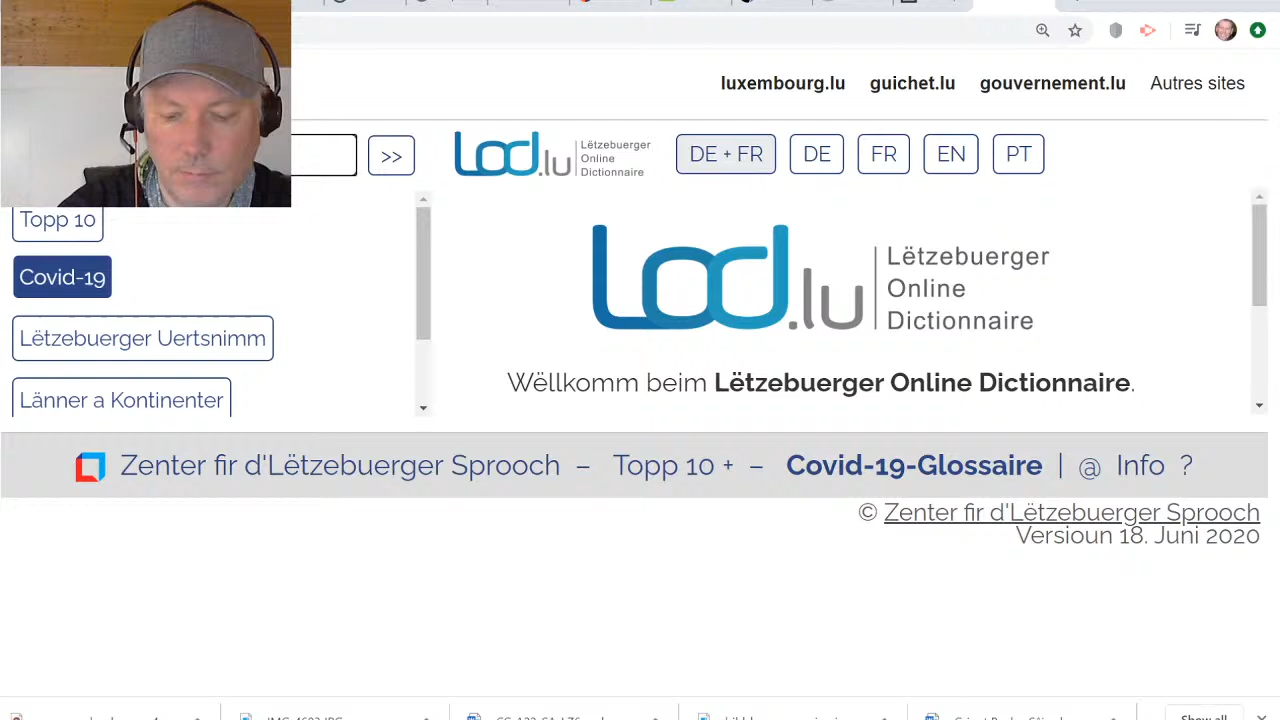 luxembourg.lu guichet.lu gouvernement.lu Autres sites
>> Lod.lu Lëtzebuerger Online Dictionnaire DE + FR DE FR EN PT
Topp 10
Covid-19
Lëtzebuerger Uertsnimm
Länner a Kontinenter
Lod.lu
Lëtzebuerger
Online
Dictionnaire
Wëllkomm beim Lëtzebuerger Online Dictionnaire.
Zenter fir d'Lëtzebuerger Sprooch – Topp 10 + – Covid-19-Glossaire | @ Info ?
© Zenter fir d'Lëtzebuerger Sprooch
Versioun 18. Juni 2020
Show all